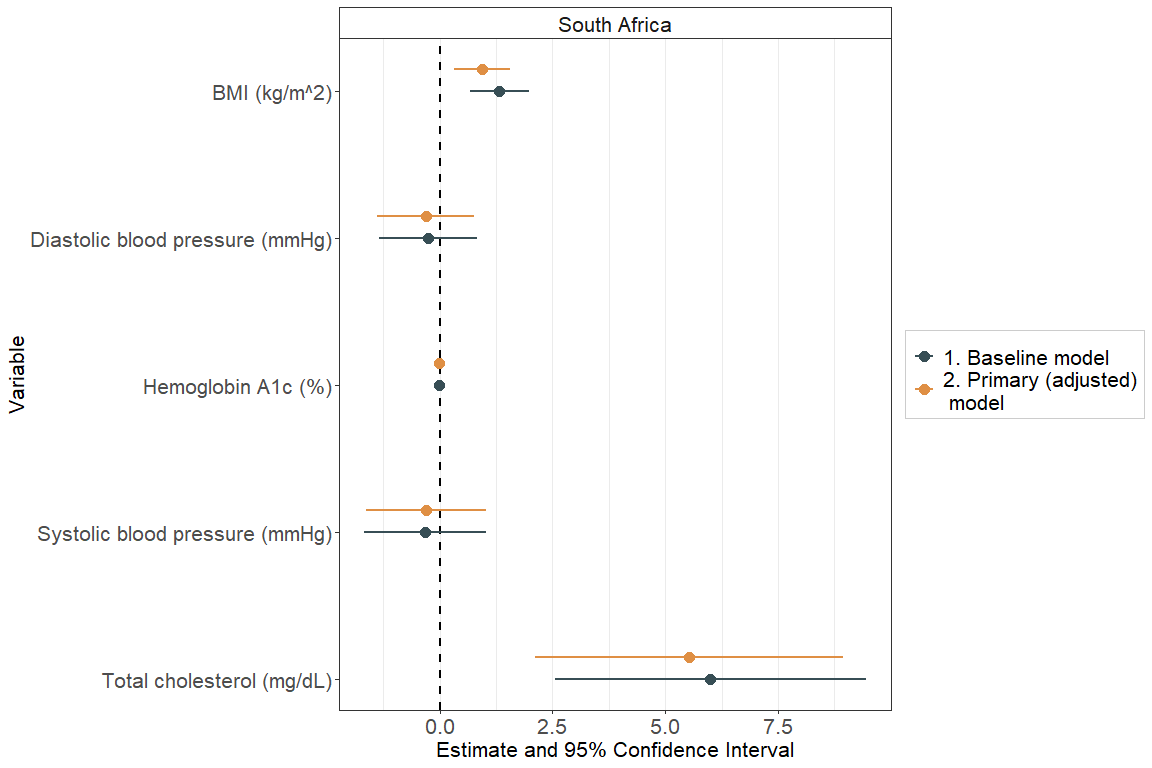 South Africa
BMI (kg/m^2)
Diastolic blood pressure (mmHg)
Hemoglobin A1c (%)
Systolic blood pressure (mmHg)
Total cholesterol (mg/dL)
Variable
0.0 2.5 5.0 7.5
Estimate and 95% Confidence Interval
1. Baseline model
2. Primary (adjusted)
model